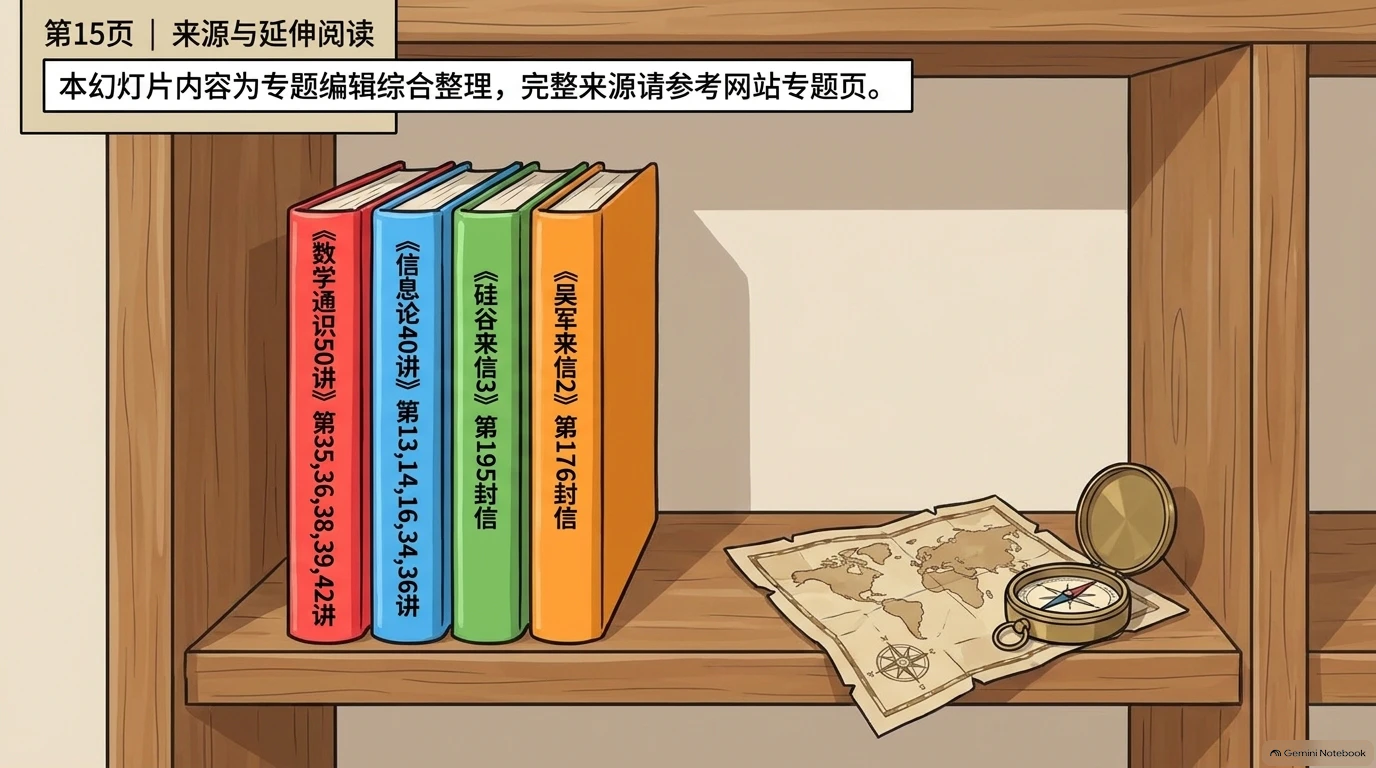 第15页 | 来源与延伸阅读
本幻灯片内容为专题编辑综合整理，完整来源请参考网站专题页。
《数学通识50讲》第35,36,38,39,42讲
《信息论40讲》第13,14,16,34,36讲
《硅谷来信3》第195封信
《吴军来信2》第176封信
Gemini Notebook